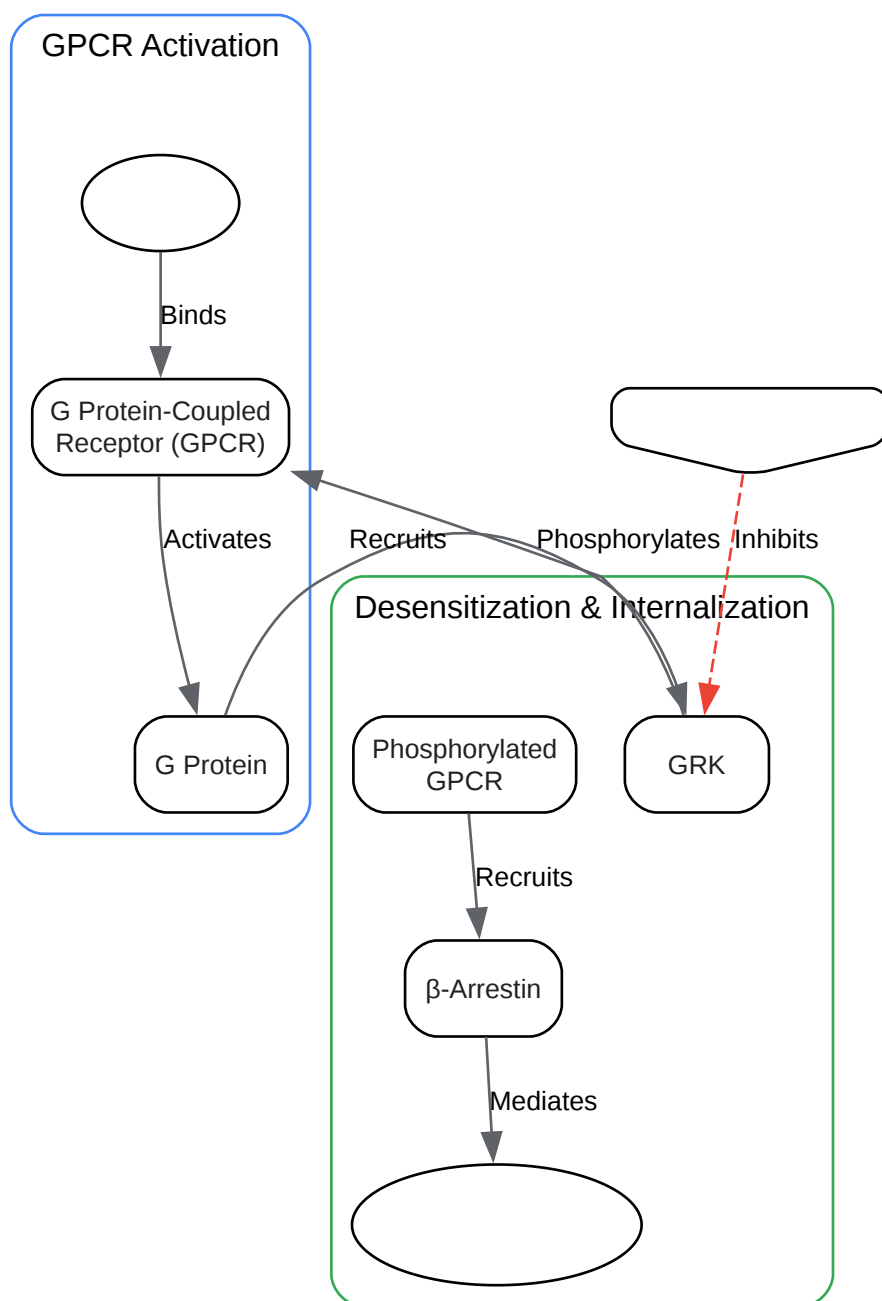 GPCR Activation
Binds
G Protein-Coupled
Receptor (GPCR)
Activates
Recruits
Phosphorylates
Inhibits
Desensitization & Internalization
G Protein
Phosphorylated
GPCR
GRK
Recruits
β-Arrestin
Mediates